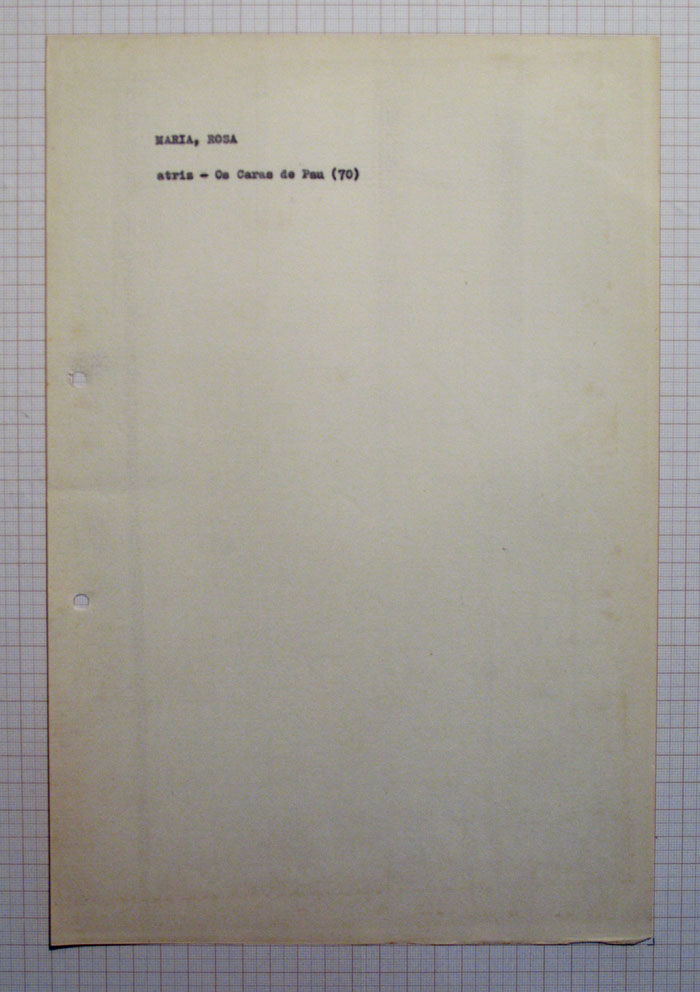 MARIA, ROSA
atriz - Os Caras de Pau (70)